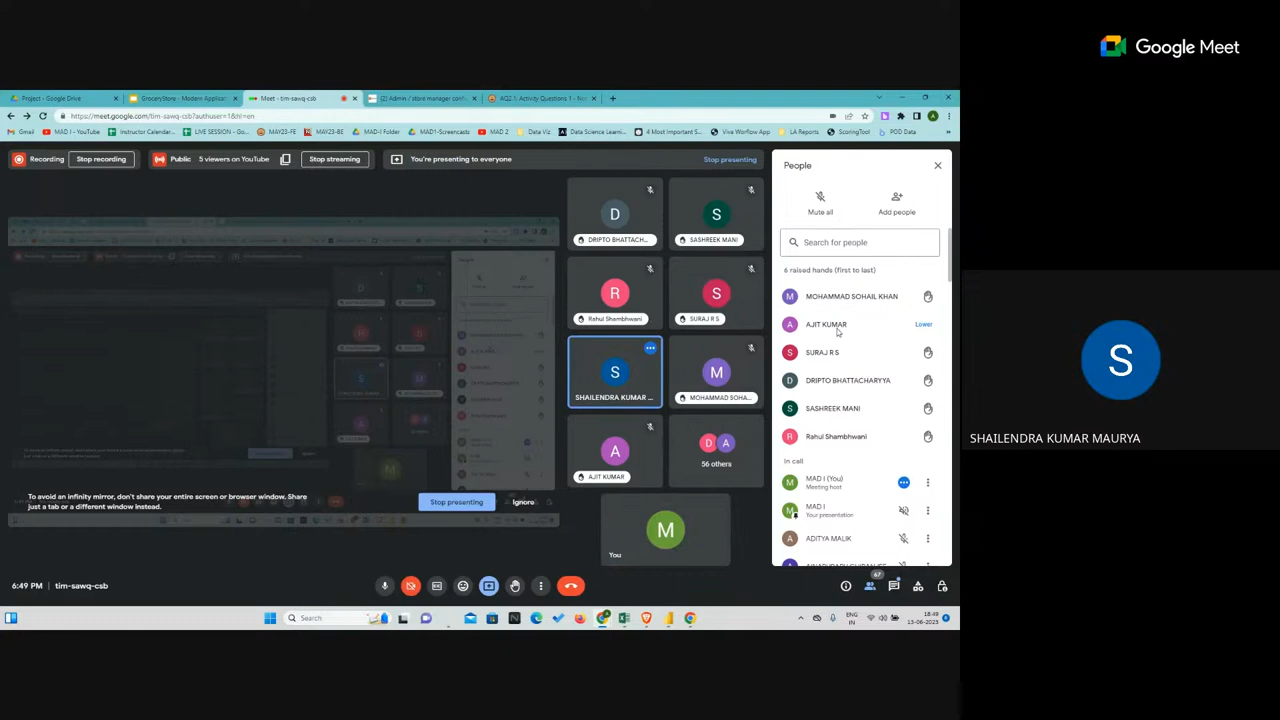 Google Meet
Project - Google Drive
GroceryStore - Modern Applic
Meet - tim-sawq-csb
(2) Admin / store manager conf
AQ2.1: Activity Questions 1 - No
https://meet.google.com/tim-sawq-csb?authuser=1&hl=en
Gmail
MAD I - YouTube
Instructor Calendar...
LIVE SESSION - Goo...
MAY23-FE
MAY23-BE
MAD-I Folder
MAD1-Screencasts
MAD 2
Data Viz
Data Science Learni...
4 Most Important S...
Viva Workflow App
LA Reports
ScoringTool
POD Data
Recording
Stop recording
Public
5 viewers on YouTube
Stop streaming
You're presenting to everyone
Stop presenting
People
Mute all
Add people
Search for people
6 raised hands (first to last)
M
MOHAMMAD SOHAIL KHAN
A
AJIT KUMAR
Lower
S
SURAJ R S
D
DRIPTO BHATTACHARYYA
S
SASHREEK MANI
R
Rahul Shambhwani
In call
M
MAD I (You)
Meeting host
M
MAD I
Your presentation
A
ADITYA MALIK
D
DRIPTO BHATTACH...
S
SASHREEK MANI
R
Rahul Shambhwani
S
SURAJ R S
S
SHAILENDRA KUMAR ...
M
MOHAMMAD SOHA...
A
AJIT KUMAR
D A
56 others
M
You
To avoid an infinity mirror, don't share your entire screen or browser window. Share
just a tab or a different window instead.
Stop presenting
Ignore
6:49 PM
tim-sawq-csb
67
Search
ENG
IN
18:49
13-06-2023
S
SHAILENDRA KUMAR MAURYA